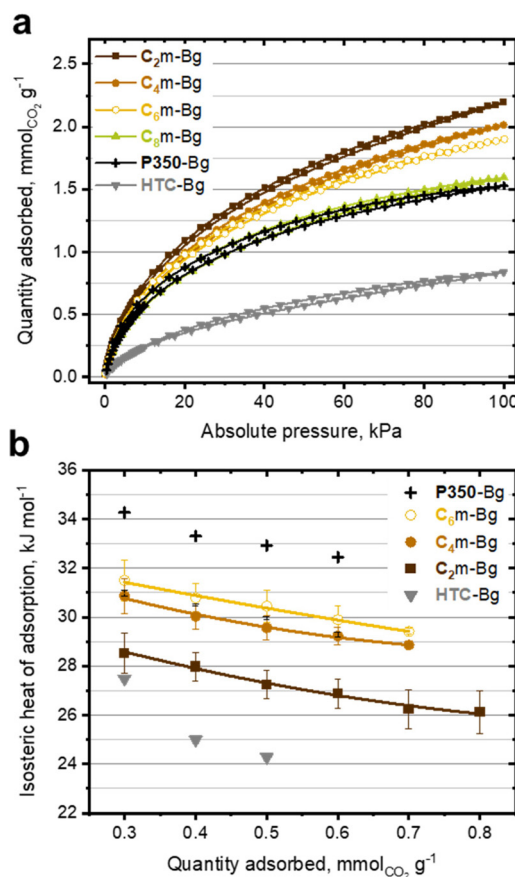 a
C₂m-Bg
C₄m-Bg
C₆m-Bg
C₈m-Bg
P350-Bg
HTC-Bg
2.5
2.0
1.5
1.0
0.5
0.0
Quantity adsorbed, mmol_CO₂ g⁻¹
0 20 40 60 80 100
Absolute pressure, kPa
b
P350-Bg
C₆m-Bg
C₄m-Bg
C₂m-Bg
HTC-Bg
36
34
32
30
28
26
24
22
Isosteric heat of adsorption, kJ mol⁻¹
0.3 0.4 0.5 0.6 0.7 0.8
Quantity adsorbed, mmol_CO₂ g⁻¹